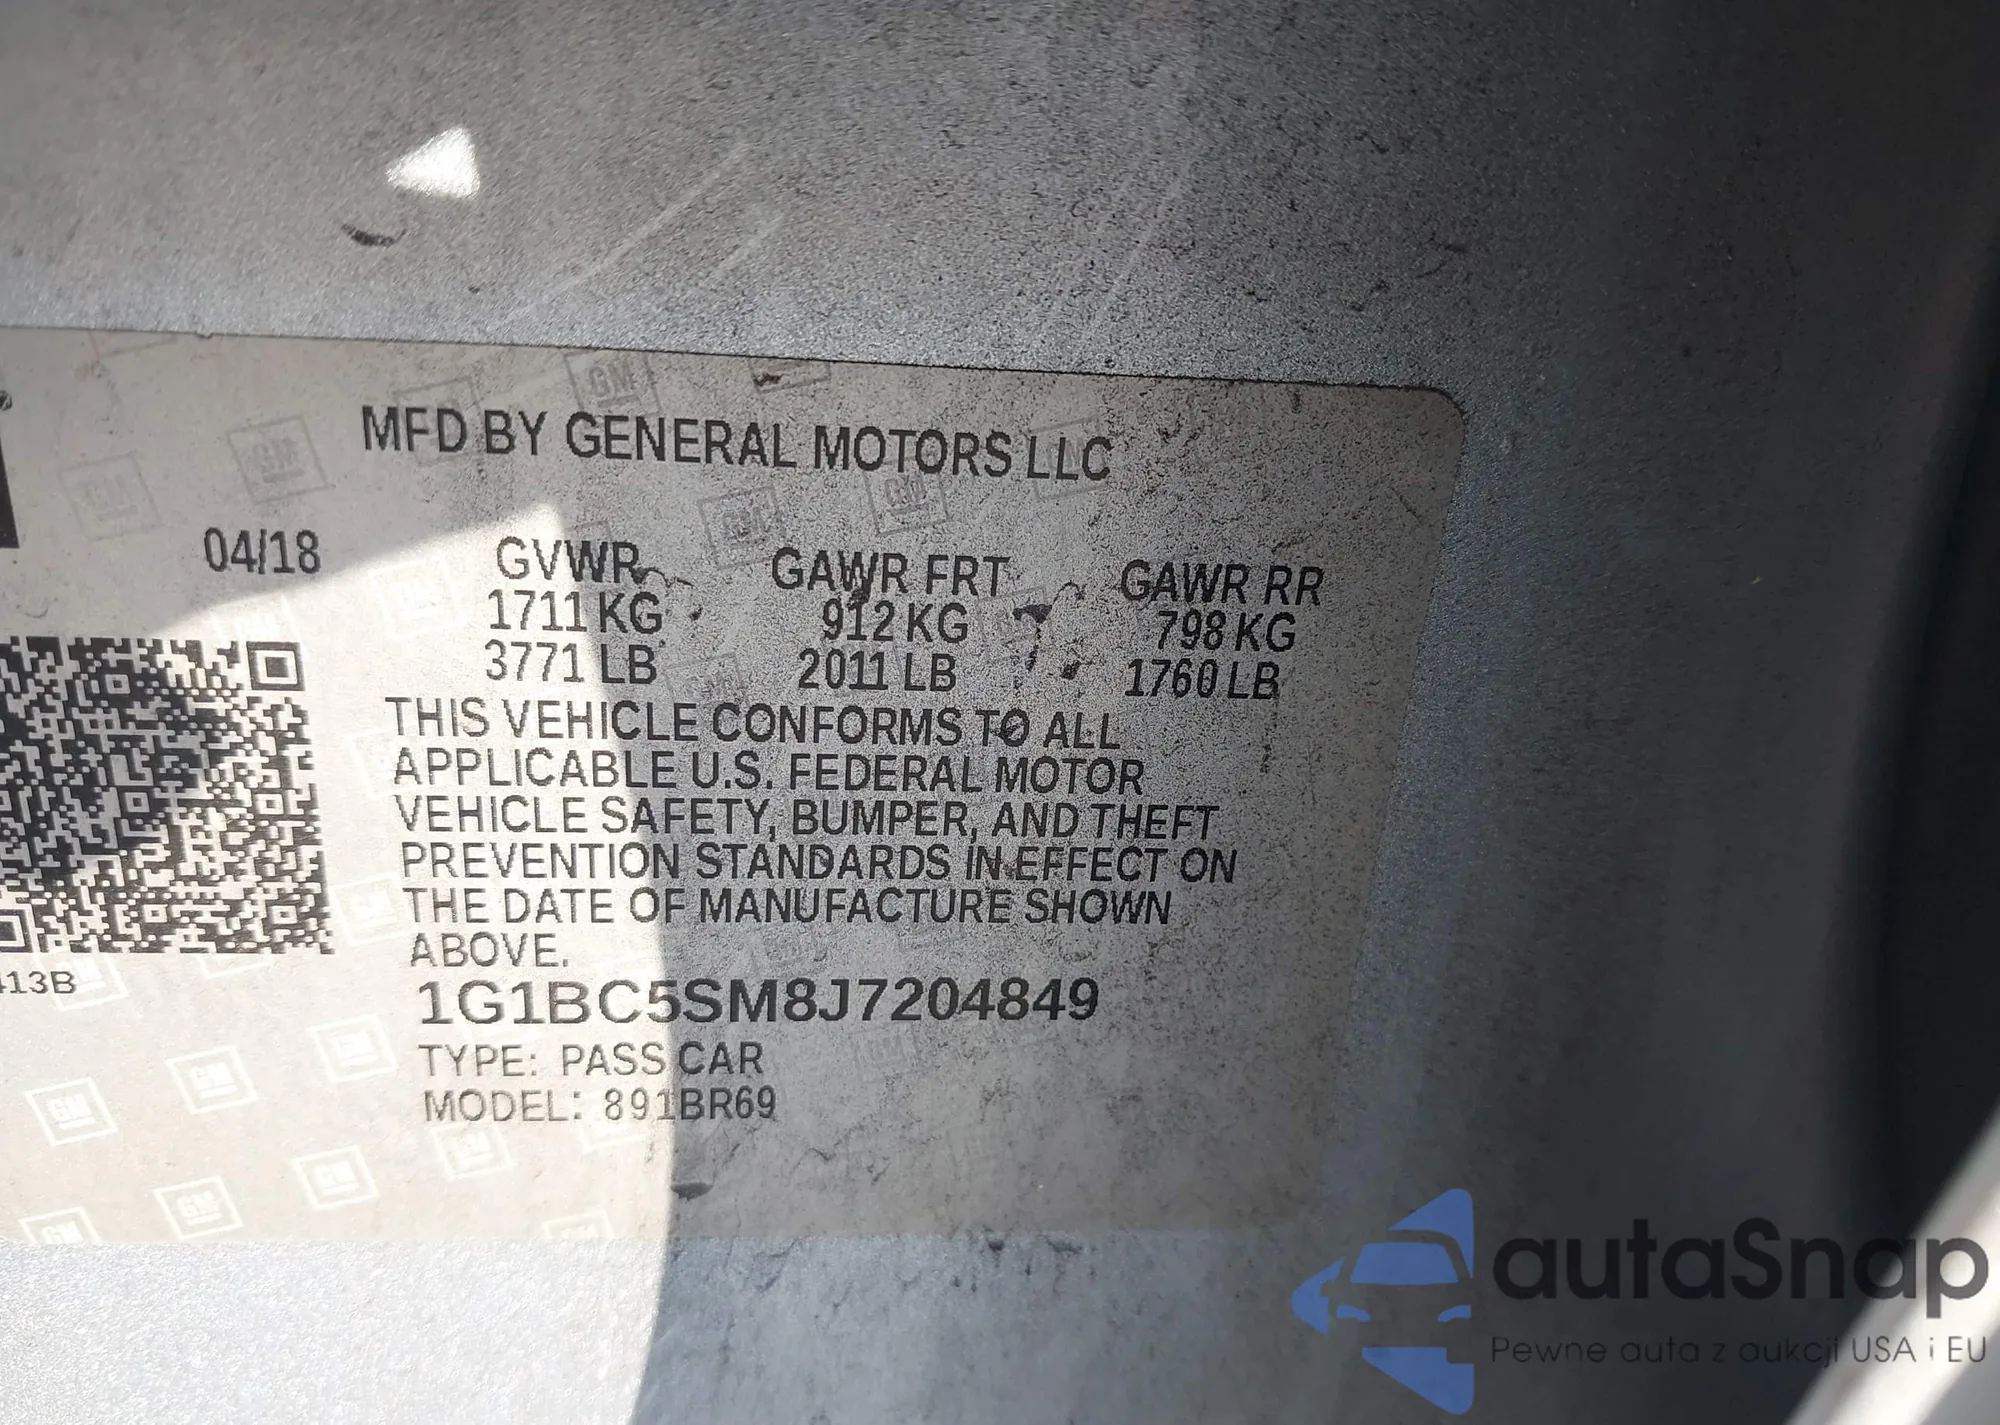 MFD BY GENERAL MOTORS LLC
04/18
GVWR GAWR FRT GAWR RR
1711 KG 912 KG 798 KG
3771 LB 2011 LB 1760 LB
THIS VEHICLE CONFORMS TO ALL
APPLICABLE U.S. FEDERAL MOTOR
VEHICLE SAFETY, BUMPER, AND THEFT
PREVENTION STANDARDS IN EFFECT ON
THE DATE OF MANUFACTURE SHOWN
ABOVE.
413B
1G1BC5SM8J7204849
TYPE: PASS CAR
MODEL: 891BR69
GM
autaSnap
Pewne auta z aukcji USA i EU